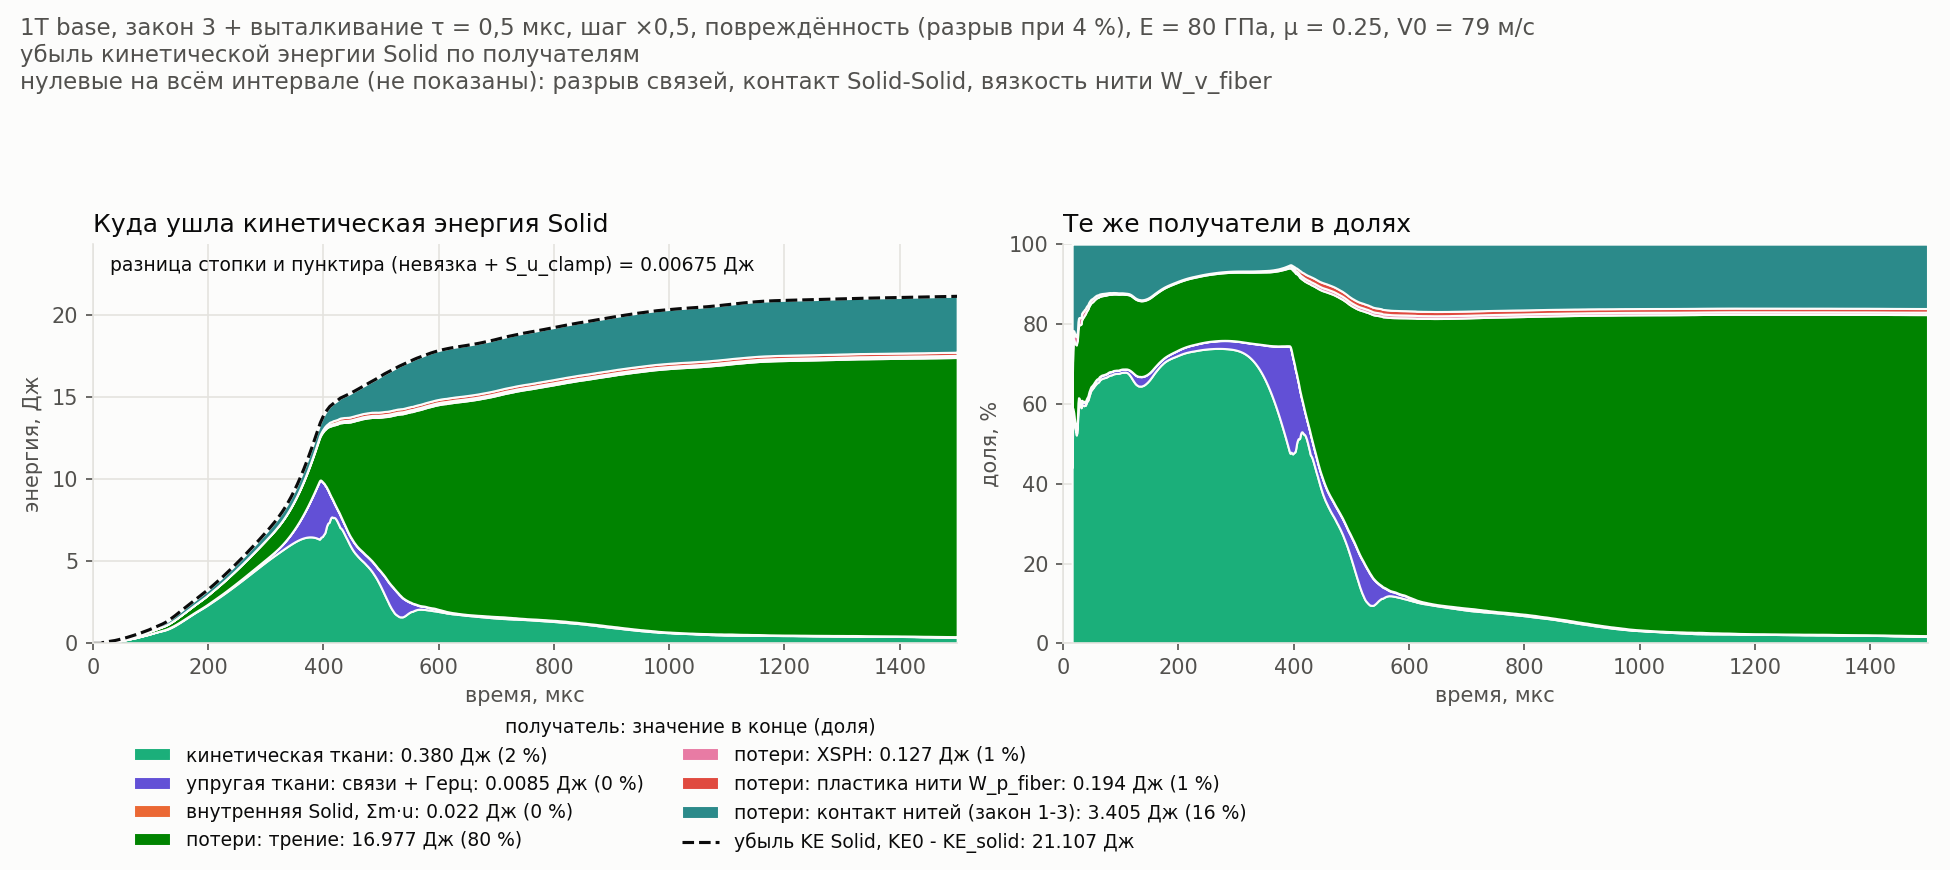 1T base, закон 3 + выталкивание τ = 0,5 мкс, шаг ×0,5, повреждённость (разрыв при 4 %), E = 80 ГПа, μ = 0.25, V0 = 79 м/с
убыль кинетической энергии Solid по получателям
нулевые на всём интервале (не показаны): разрыв связей, контакт Solid-Solid, вязкость нити W_v_fiber
Куда ушла кинетическая энергия Solid
разница стопки и пунктира (невязка + S_u_clamp) = 0.00675 Дж
энергия, Дж
20
15
10
5
0
0 200 400 600 800 1000 1200 1400
время, мкс
Те же получатели в долях
доля, %
100
80
60
40
20
0
0 200 400 600 800 1000 1200 1400
время, мкс
получатель: значение в конце (доля)
кинетическая ткани: 0.380 Дж (2 %)
упругая ткани: связи + Герц: 0.0085 Дж (0 %)
внутренняя Solid, Σm·u: 0.022 Дж (0 %)
потери: трение: 16.977 Дж (80 %)
потери: XSPH: 0.127 Дж (1 %)
потери: пластика нити W_p_fiber: 0.194 Дж (1 %)
потери: контакт нитей (закон 1-3): 3.405 Дж (16 %)
убыль KE Solid, KE0 - KE_solid: 21.107 Дж